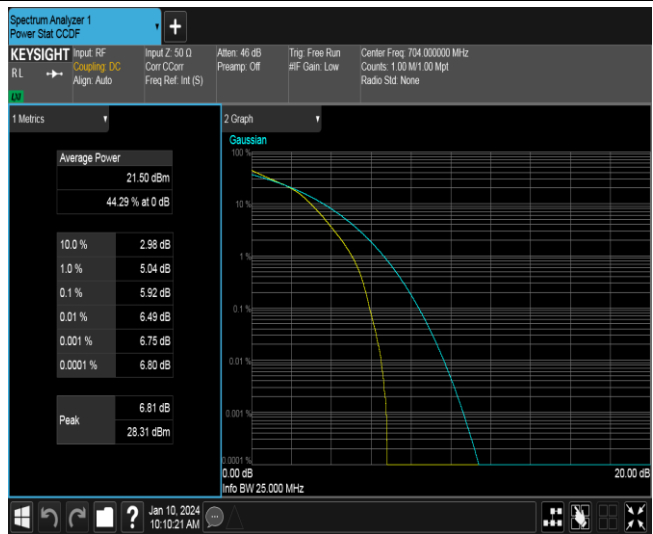 Spectrum Analyzer 1
Power Stat CCDF
+
KEYSIGHT
RL
Input: RF
Coupling: DC
Align: Auto
Input Z: 50 Ω
Corr CCorr
Freq Ref: Int (S)
Atten: 46 dB
Preamp: Off
Trig: Free Run
#IF Gain: Low
Center Freq: 704.000000 MHz
Counts: 1.00 M/1.00 Mpt
Radio Std: None
1 Metrics
Average Power
21.50 dBm
44.29 % at 0 dB
10.0 % 2.98 dB
1.0 % 5.04 dB
0.1 % 5.92 dB
0.01 % 6.49 dB
0.001 % 6.75 dB
0.0001 % 6.80 dB
Peak
6.81 dB
28.31 dBm
2 Graph
Gaussian
100 %
10 %
1 %
0.1 %
0.01 %
0.001 %
0.0001 %
0.00 dB 20.00 dB
Info BW 25.000 MHz
?
Jan 10, 2024
10:10:21 AM